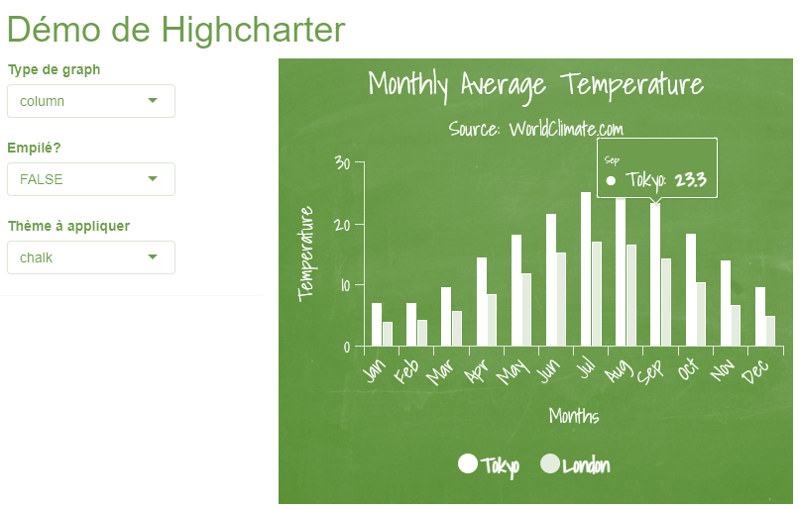 Démo de Highcharter
Type de graph
column
Empilé?
FALSE
Thème à appliquer
chalk
Monthly Average Temperature
Source: WorldClimate.com
Sep
Tokyo: 23.3
30
20
10
0
Temperature
Jan Feb Mar Apr May Jun Jul Aug Sep Oct Nov Dec
Months
Tokyo London